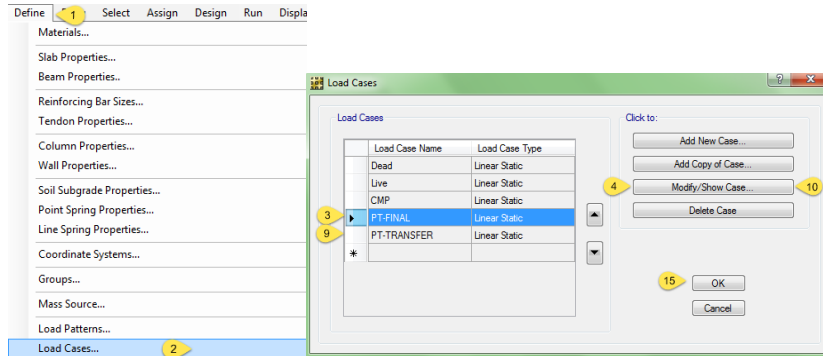 Define 1 Select Assign Design Run Displa
Materials...
Slab Properties...
Beam Properties..
Reinforcing Bar Sizes...
Tendon Properties...
Column Properties...
Wall Properties...
Soil Subgrade Properties...
Point Spring Properties...
Line Spring Properties...
Coordinate Systems...
Groups...
Mass Source...
Load Patterns...
Load Cases... 2
Load Cases ? x
Load Cases
Load Case Name Load Case Type
Dead Linear Static
Live Linear Static
CMP Linear Static
3 PT-FINAL Linear Static
9 PT-TRANSFER Linear Static
*
Click to:
Add New Case...
Add Copy of Case...
4 Modify/Show Case... 10
Delete Case
15 OK
Cancel